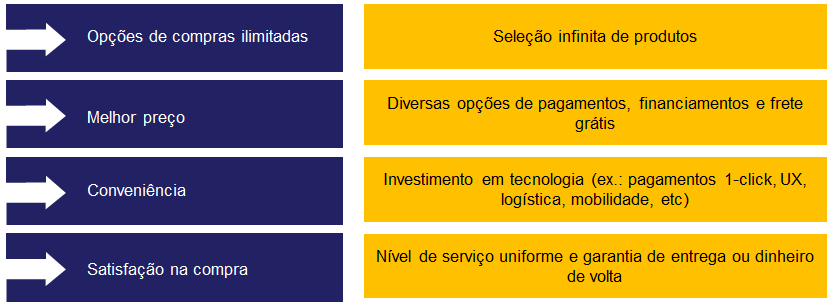 Opções de compras ilimitadas
Seleção infinita de produtos
Melhor preço
Diversas opções de pagamentos, financiamentos e frete
grátis
Conveniência
Investimento em tecnologia (ex.: pagamentos 1-click, UX,
logística, mobilidade, etc)
Satisfação na compra
Nível de serviço uniforme e garantia de entrega ou dinheiro
de volta